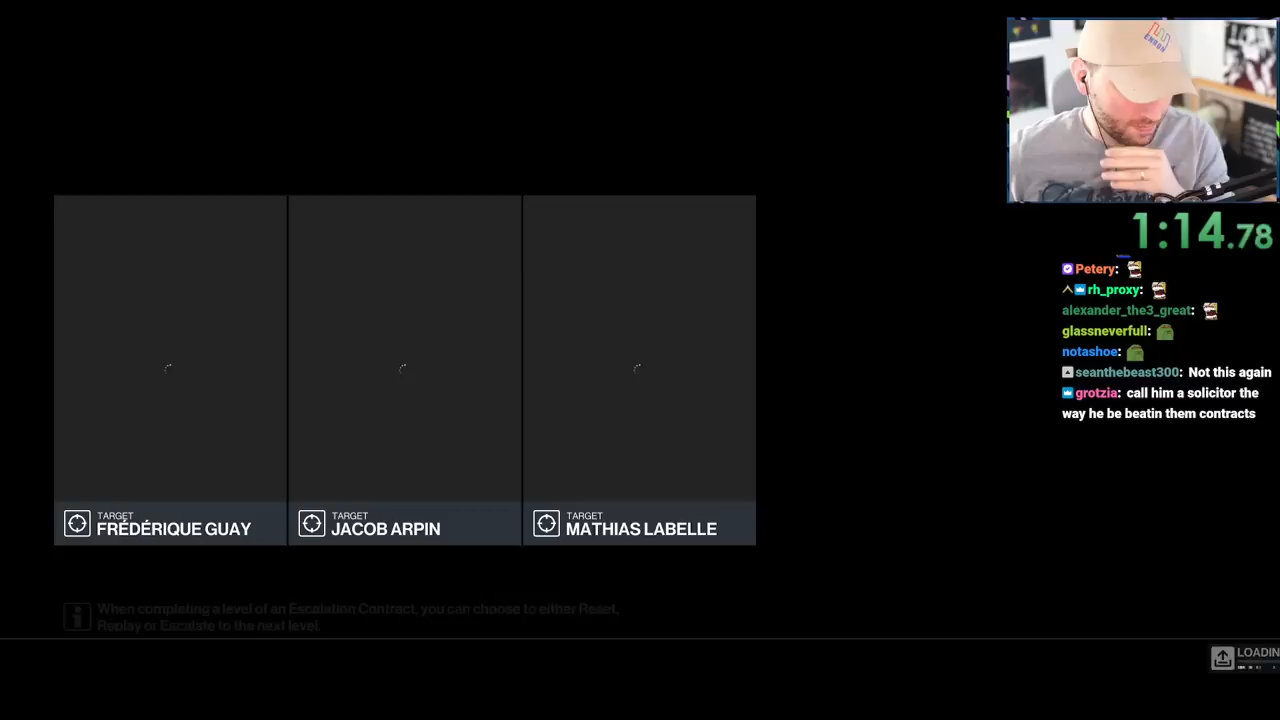 1:14.78
Petery:
rh_proxy:
alexander_the3_great:
glassneverfull:
notashoe:
seanthebeast300: Not this again
grotzia: call him a solicitor the
way he be beatin them contracts
TARGET
FRÉDÉRIQUE GUAY
TARGET
JACOB ARPIN
TARGET
MATHIAS LABELLE
When completing a level of an Escalation Contract, you can choose to either Reset,
Replay or Escalate to the next level.
LOADIN